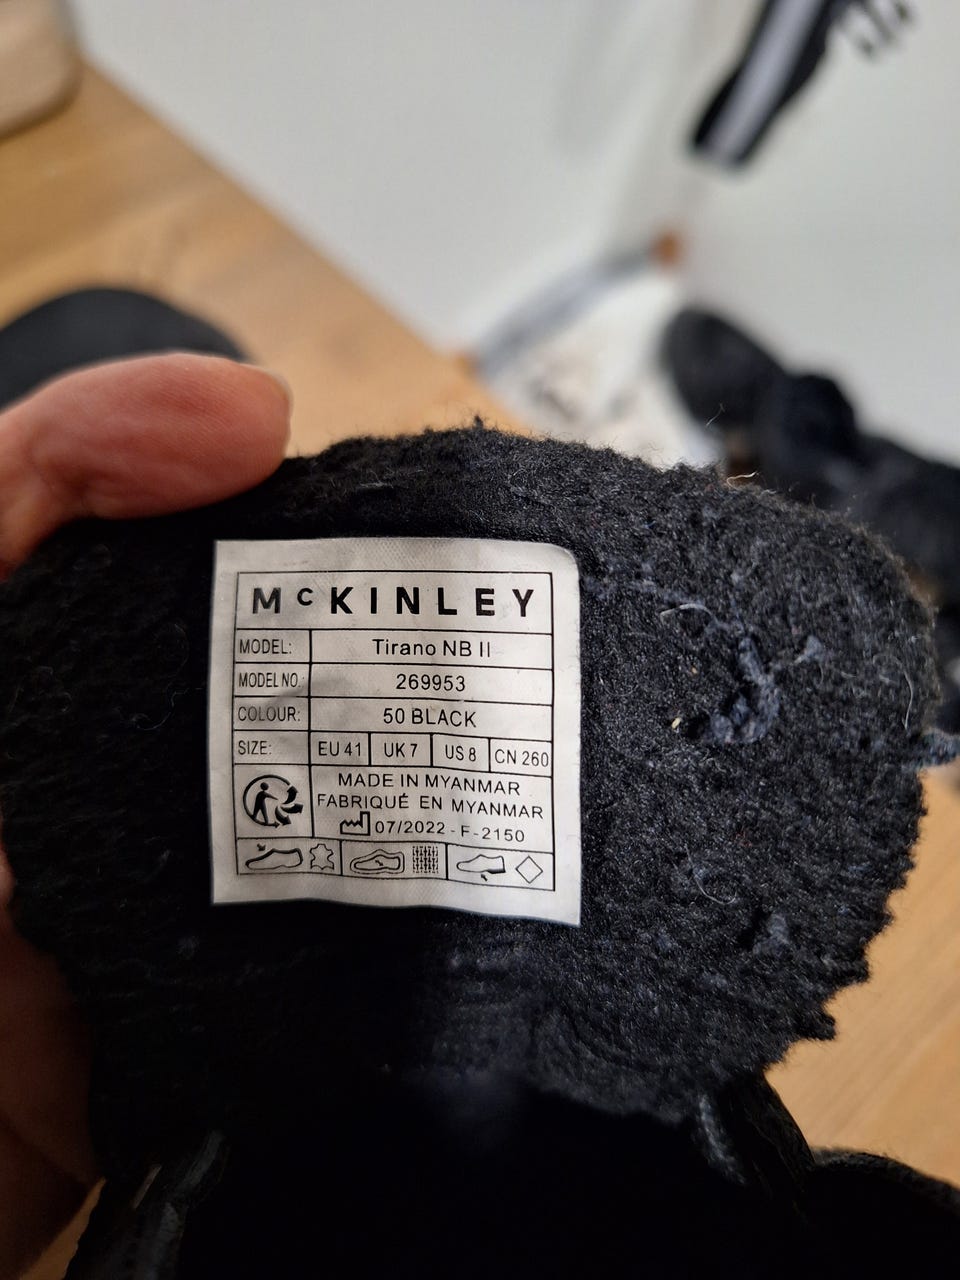 McKINLEY
MODEL: Tirano NB II
MODEL NO.: 269953
COLOUR: 50 BLACK
SIZE: EU 41 UK 7 US 8 CN 260
MADE IN MYANMAR
FABRIQUÉ EN MYANMAR
07/2022 - F-2150